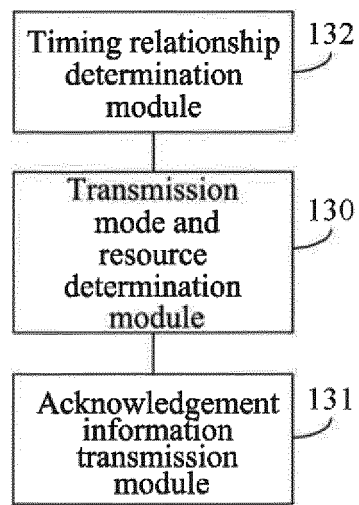 Timing relationship
determination
module
132
Transmission
mode and
resource
determination
module
130
Acknowledgement
information
transmission
module
131